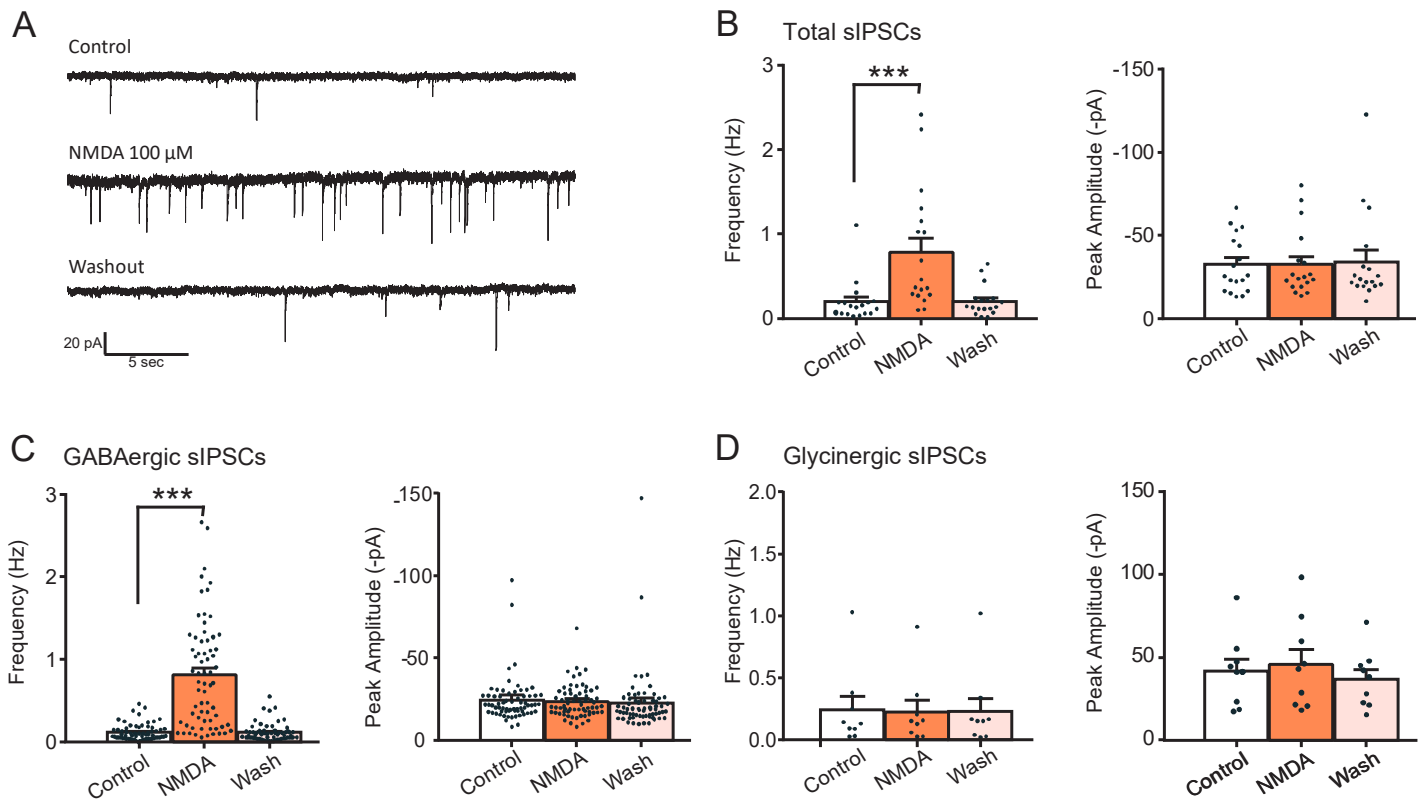 A
Control
NMDA 100 µM
Washout
20 pA
5 sec
B
Total sIPSCs
Frequency (Hz)
3
2
1
0
***
Control
NMDA
Wash
Peak Amplitude (-pA)
-150
-100
-50
0
Control
NMDA
Wash
C
GABAergic sIPSCs
Frequency (Hz)
3
2
1
0
***
Control
NMDA
Wash
Peak Amplitude (-pA)
-150
-100
-50
0
Control
NMDA
Wash
D
Glycinergic sIPSCs
Frequency (Hz)
2.0
1.5
1.0
0.5
0.0
Control
NMDA
Wash
Peak Amplitude (-pA)
150
100
50
0
Control
NMDA
Wash